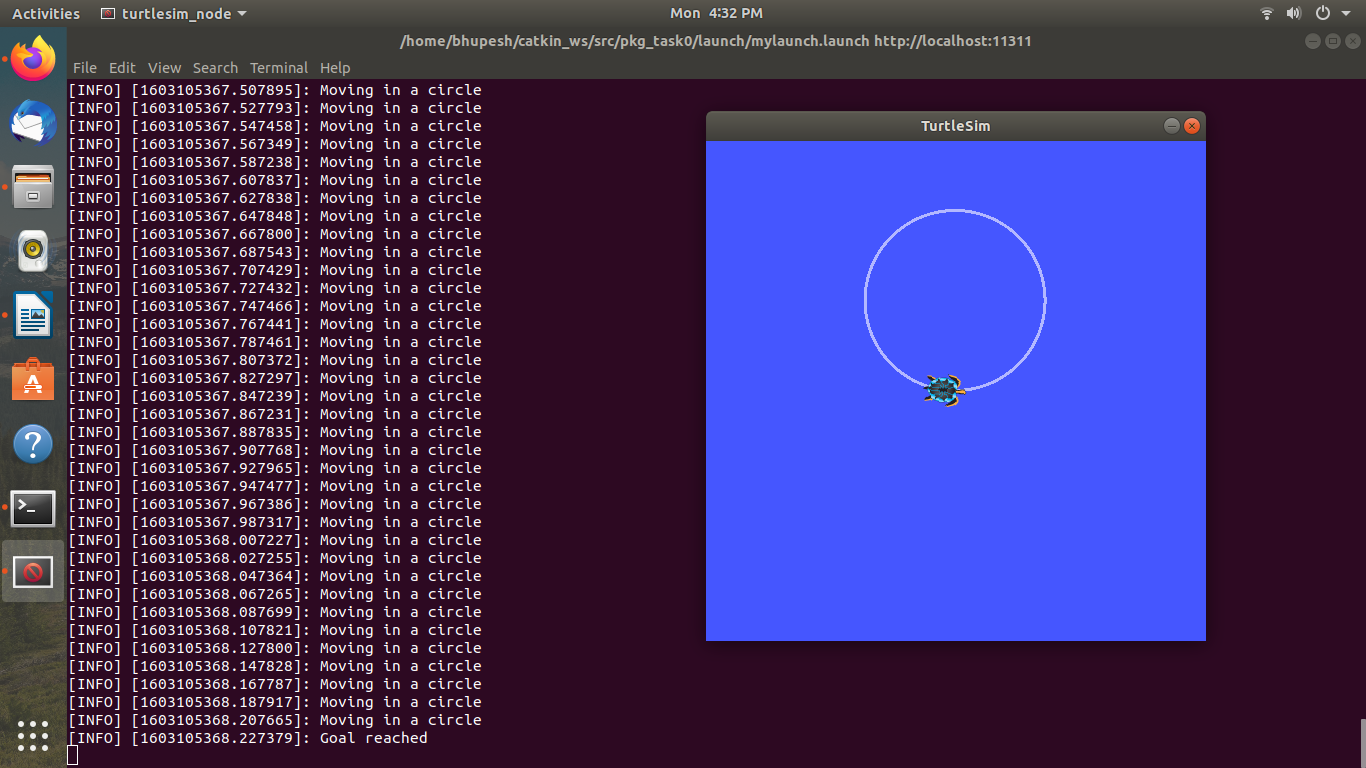 Activities turtlesim_node Mon 4:32 PM
/home/bhupesh/catkin_ws/src/pkg_task0/launch/mylaunch.launch http://localhost:11311
File Edit View Search Terminal Help
[INFO] [1603105367.507895]: Moving in a circle
[INFO] [1603105367.527793]: Moving in a circle
[INFO] [1603105367.547458]: Moving in a circle
[INFO] [1603105367.567349]: Moving in a circle
[INFO] [1603105367.587238]: Moving in a circle
[INFO] [1603105367.607837]: Moving in a circle
[INFO] [1603105367.627838]: Moving in a circle
[INFO] [1603105367.647848]: Moving in a circle
[INFO] [1603105367.667800]: Moving in a circle
[INFO] [1603105367.687543]: Moving in a circle
[INFO] [1603105367.707429]: Moving in a circle
[INFO] [1603105367.727432]: Moving in a circle
[INFO] [1603105367.747466]: Moving in a circle
[INFO] [1603105367.767441]: Moving in a circle
[INFO] [1603105367.787461]: Moving in a circle
[INFO] [1603105367.807372]: Moving in a circle
[INFO] [1603105367.827297]: Moving in a circle
[INFO] [1603105367.847239]: Moving in a circle
[INFO] [1603105367.867231]: Moving in a circle
[INFO] [1603105367.887835]: Moving in a circle
[INFO] [1603105367.907768]: Moving in a circle
[INFO] [1603105367.927965]: Moving in a circle
[INFO] [1603105367.947477]: Moving in a circle
[INFO] [1603105367.967386]: Moving in a circle
[INFO] [1603105367.987317]: Moving in a circle
[INFO] [1603105368.007227]: Moving in a circle
[INFO] [1603105368.027255]: Moving in a circle
[INFO] [1603105368.047364]: Moving in a circle
[INFO] [1603105368.067265]: Moving in a circle
[INFO] [1603105368.087699]: Moving in a circle
[INFO] [1603105368.107821]: Moving in a circle
[INFO] [1603105368.127800]: Moving in a circle
[INFO] [1603105368.147828]: Moving in a circle
[INFO] [1603105368.167787]: Moving in a circle
[INFO] [1603105368.187917]: Moving in a circle
[INFO] [1603105368.207665]: Moving in a circle
[INFO] [1603105368.227379]: Goal reached
TurtleSim